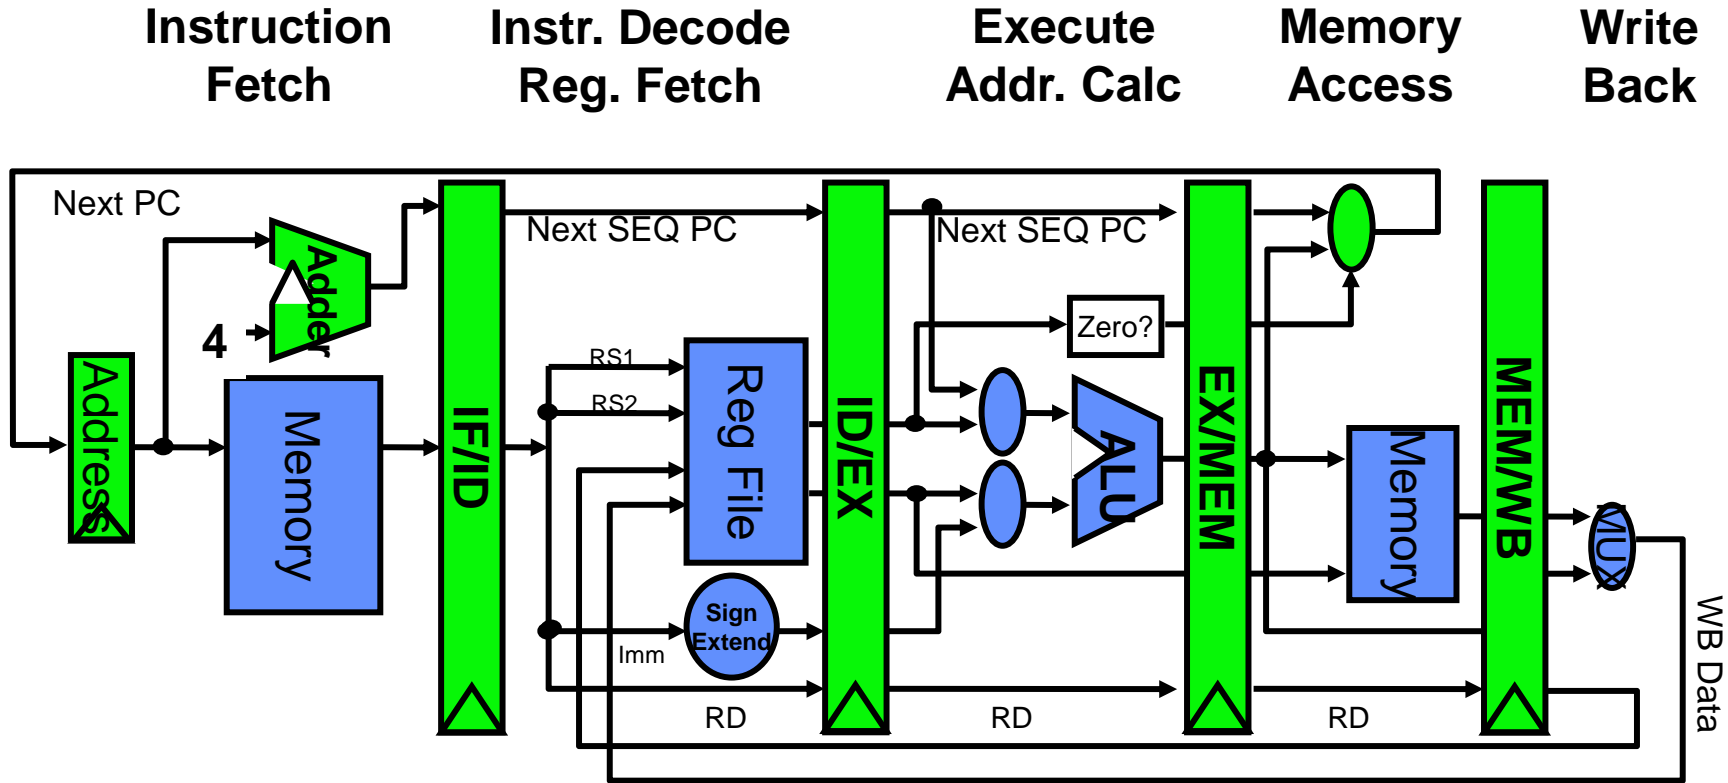 Instruction
Fetch
Instr. Decode
Reg. Fetch
Execute
Addr. Calc
Memory
Access
Write
Back
Next PC
Adder
4
Address
Memory
IF/ID
Next SEQ PC
RS1
RS2
Reg File
Sign
Extend
Imm
RD
ID/EX
Next SEQ PC
Zero?
ALU
RD
EX/MEM
Memory
RD
MEM/WB
MUX
WB Data